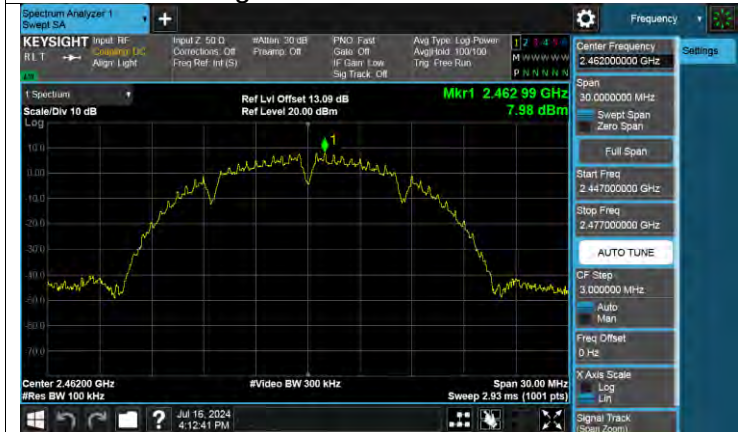 Spectrum Analyzer 1
Swept SA
+
Frequency
KEYSIGHT
Input: RF
Coupling: DC
Align: Light
RLT
Input Z: 50 Ω
Corrections: Off
Freq Ref: Int (S)
#Atten: 30 dB
Preamp: Off
PNO: Fast
Gate: Off
IF Gain: Low
Sig Track: Off
Avg Type: Log-Power
Avg|Hold: 100/100
Trig: Free Run
1 2 3 4 5 6
M W W W W W
P N N N N N
1 Spectrum
Scale/Div 10 dB
Log
Ref Lvl Offset 13.09 dB
Ref Level 20.00 dBm
Mkr1 2.462 99 GHz
7.98 dBm
1
10.0
0.00
-10.0
-20.0
-30.0
-40.0
-50.0
-60.0
-70.0
Center 2.46200 GHz
#Res BW 100 kHz
#Video BW 300 kHz
Span 30.00 MHz
Sweep 2.93 ms (1001 pts)
Center Frequency
2.462000000 GHz
Settings
Span
30.0000000 MHz
Swept Span
Zero Span
Full Span
Start Freq
2.447000000 GHz
Stop Freq
2.477000000 GHz
AUTO TUNE
CF Step
3.000000 MHz
Auto
Man
Freq Offset
0 Hz
X Axis Scale
Log
Lin
Signal Track
(Span Zoom)
?
Jul 16, 2024
4:12:41 PM